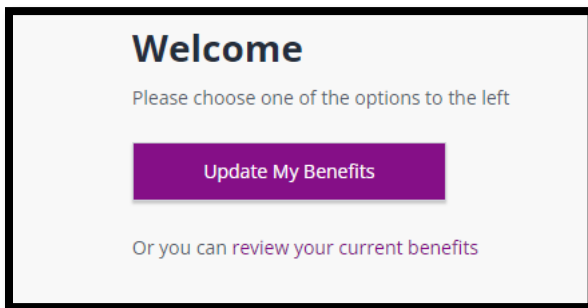 Welcome
Please choose one of the options to the left
Update My Benefits
Or you can review your current benefits